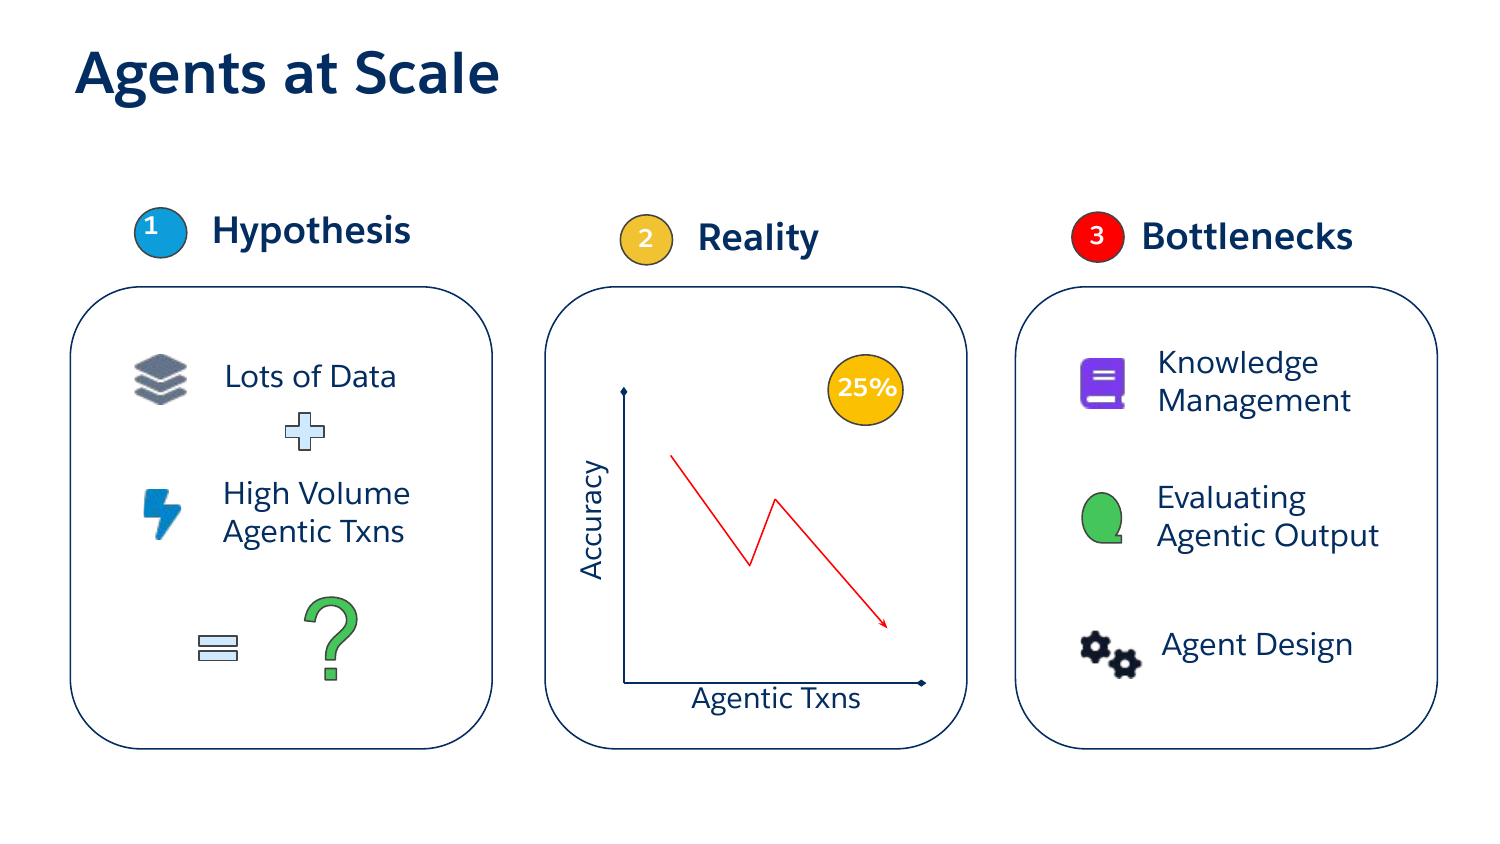 Agents at Scale
1
Hypothesis
Lots of Data
High Volume
Agentic Txns
?
2
Reality
25%
Accuracy
Agentic Txns
3
Bottlenecks
Knowledge
Management
Evaluating
Agentic Output
Agent Design